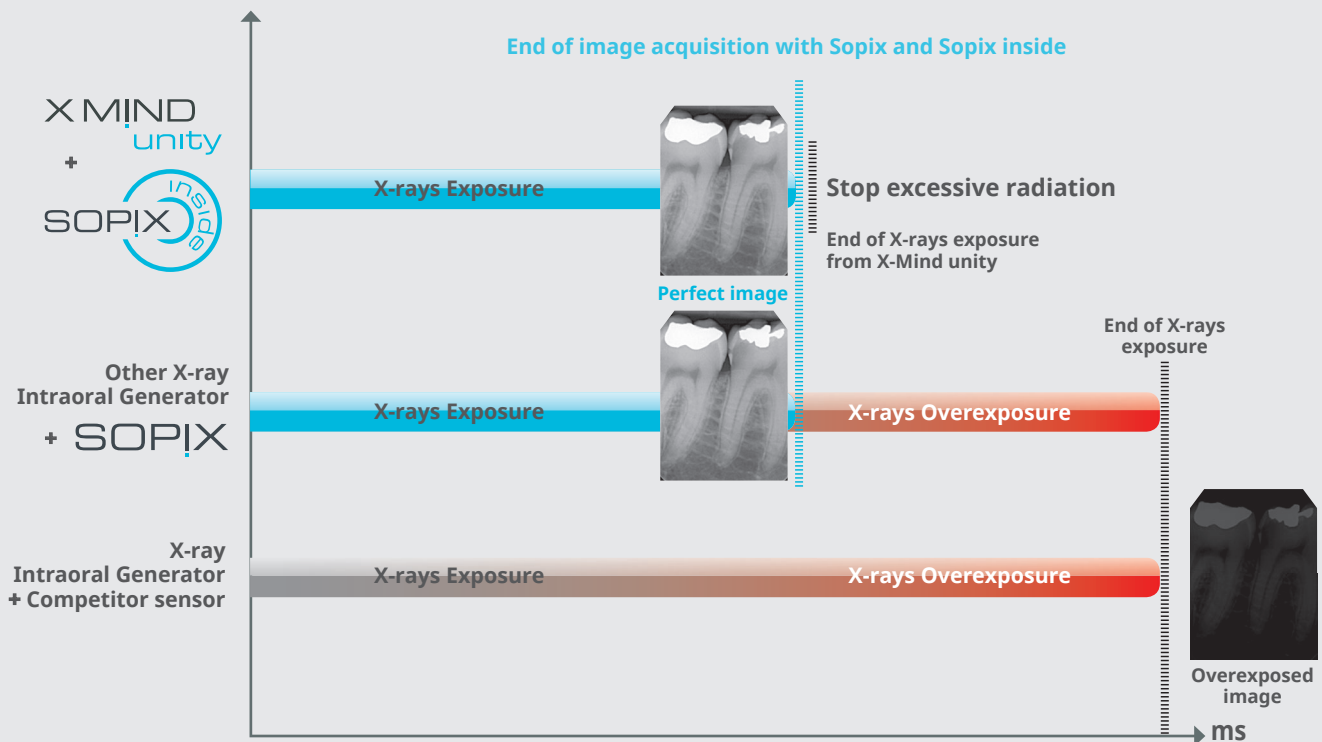 End of image acquisition with Sopix and Sopix inside
X MIND
unity
+
inside
SOPIX
X-rays Exposure
Stop excessive radiation
End of X-rays exposure
from X-Mind unity
Perfect image
Other X-ray
Intraoral Generator
+ SOPIX
X-rays Exposure
X-rays Overexposure
End of X-rays
exposure
X-ray
Intraoral Generator
+ Competitor sensor
X-rays Exposure
X-rays Overexposure
Overexposed
image
ms